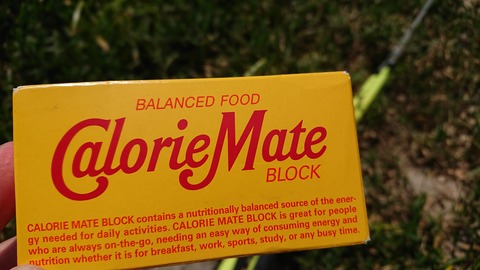 BALANCED FOOD
CalorieMate
BLOCK
CALORIE MATE BLOCK contains a nutritionally balanced source of the ener-
gy needed for daily activities. CALORIE MATE BLOCK is great for people
who are always on-the-go, needing an easy way of consuming energy and
nutrition whether it is for breakfast, work, sports, study, or any busy time.